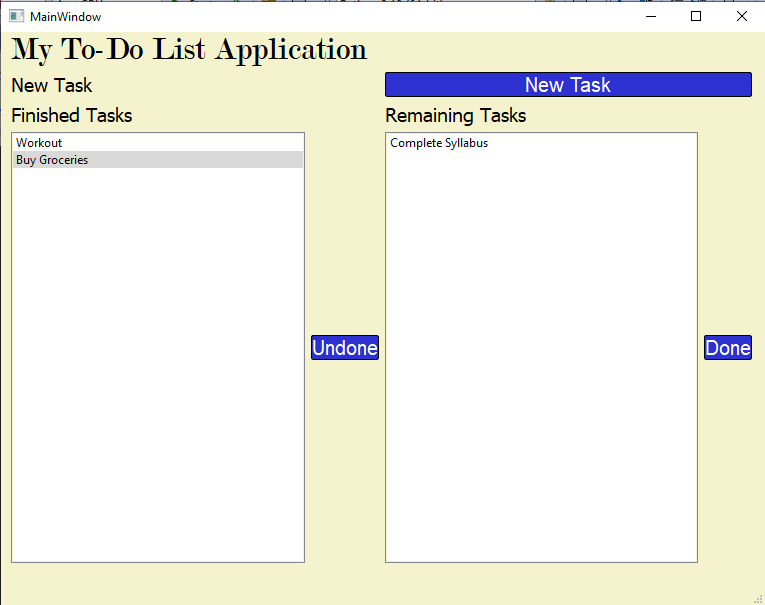 MainWindow
My To-Do List Application
New Task
New Task
Finished Tasks
Remaining Tasks
Workout
Buy Groceries
Complete Syllabus
Undone
Done